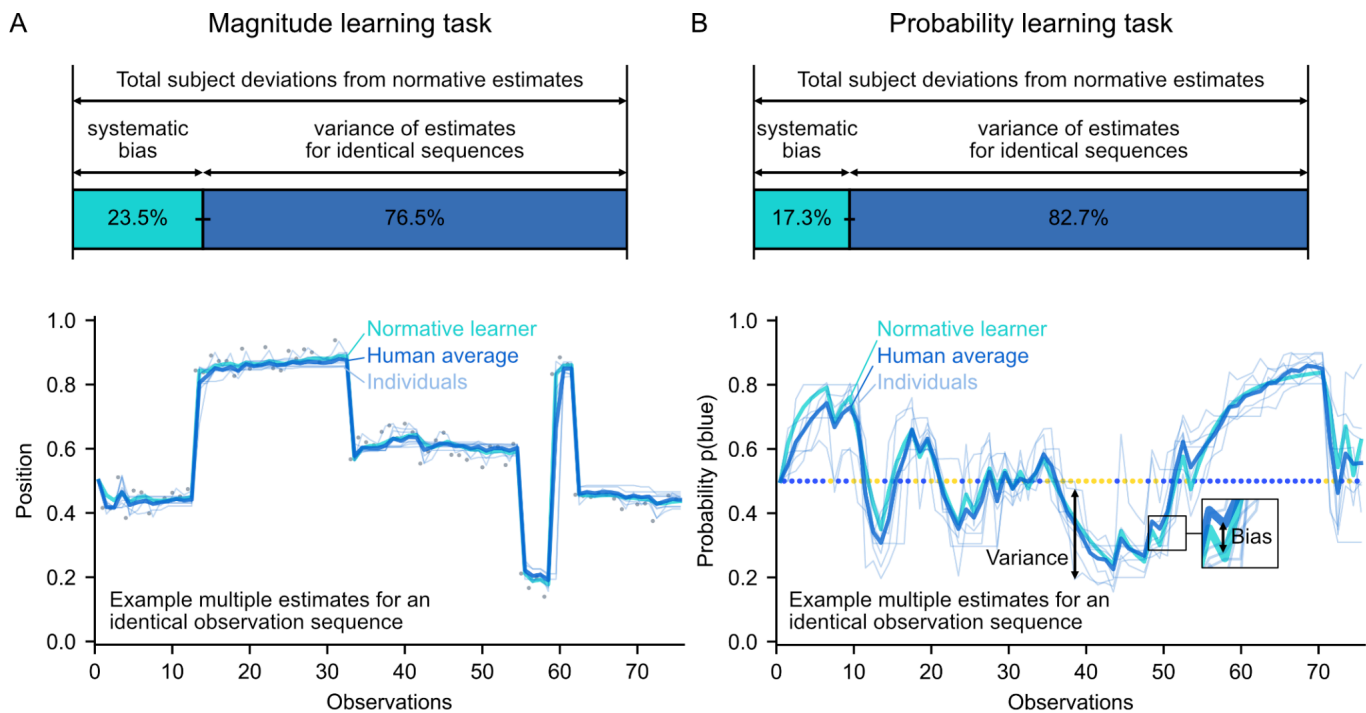 A
Magnitude learning task
Total subject deviations from normative estimates
systematic
bias
variance of estimates
for identical sequences
23.5%
76.5%
1.0
0.8
0.6
0.4
0.2
0.0
Position
Normative learner
Human average
Individuals
Example multiple estimates for an
identical observation sequence
0 10 20 30 40 50 60 70
Observations
B
Probability learning task
Total subject deviations from normative estimates
systematic
bias
variance of estimates
for identical sequences
17.3%
82.7%
1.0
0.8
0.6
0.4
0.2
0.0
Probability p(blue)
Normative learner
Human average
Individuals
Variance
Bias
Example multiple estimates for an
identical observation sequence
0 10 20 30 40 50 60 70
Observations